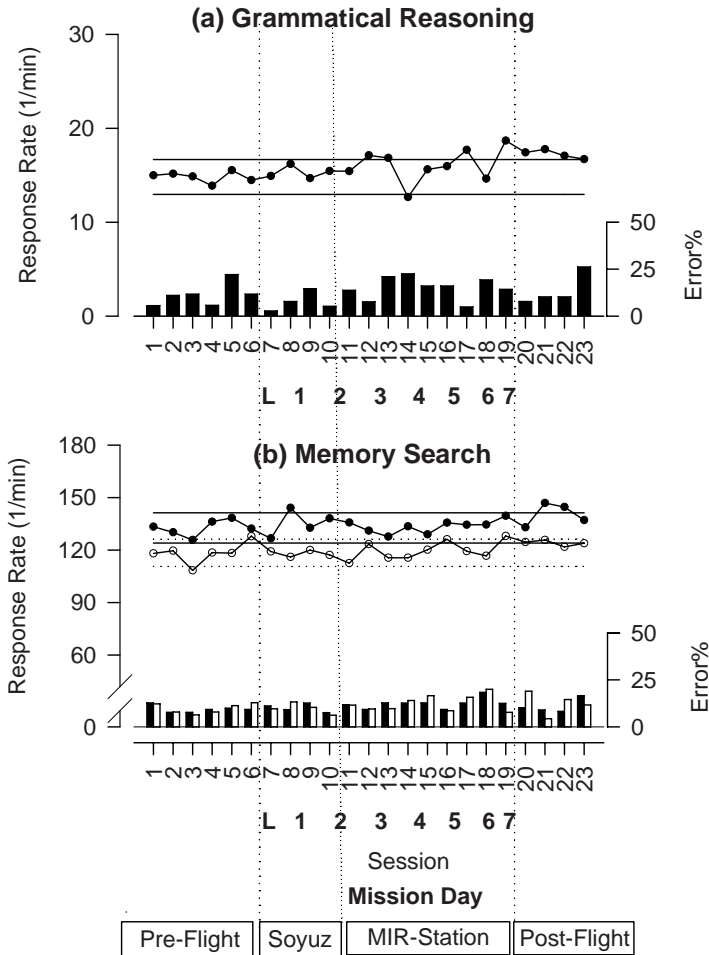 (a) Grammatical Reasoning
Response Rate (1/min)
30
20
10
0
50
25
0
Error%
1 2 3 4 5 6 7 8 9 10 11 12 13 14 15 16 17 18 19 20 21 22 23
L 1 2 3 4 5 6 7
(b) Memory Search
Response Rate (1/min)
180
150
120
90
60
0
50
25
0
Error%
1 2 3 4 5 6 7 8 9 10 11 12 13 14 15 16 17 18 19 20 21 22 23
L 1 2 3 4 5 6 7
Session
Mission Day
Pre-Flight Soyuz MIR-Station Post-Flight